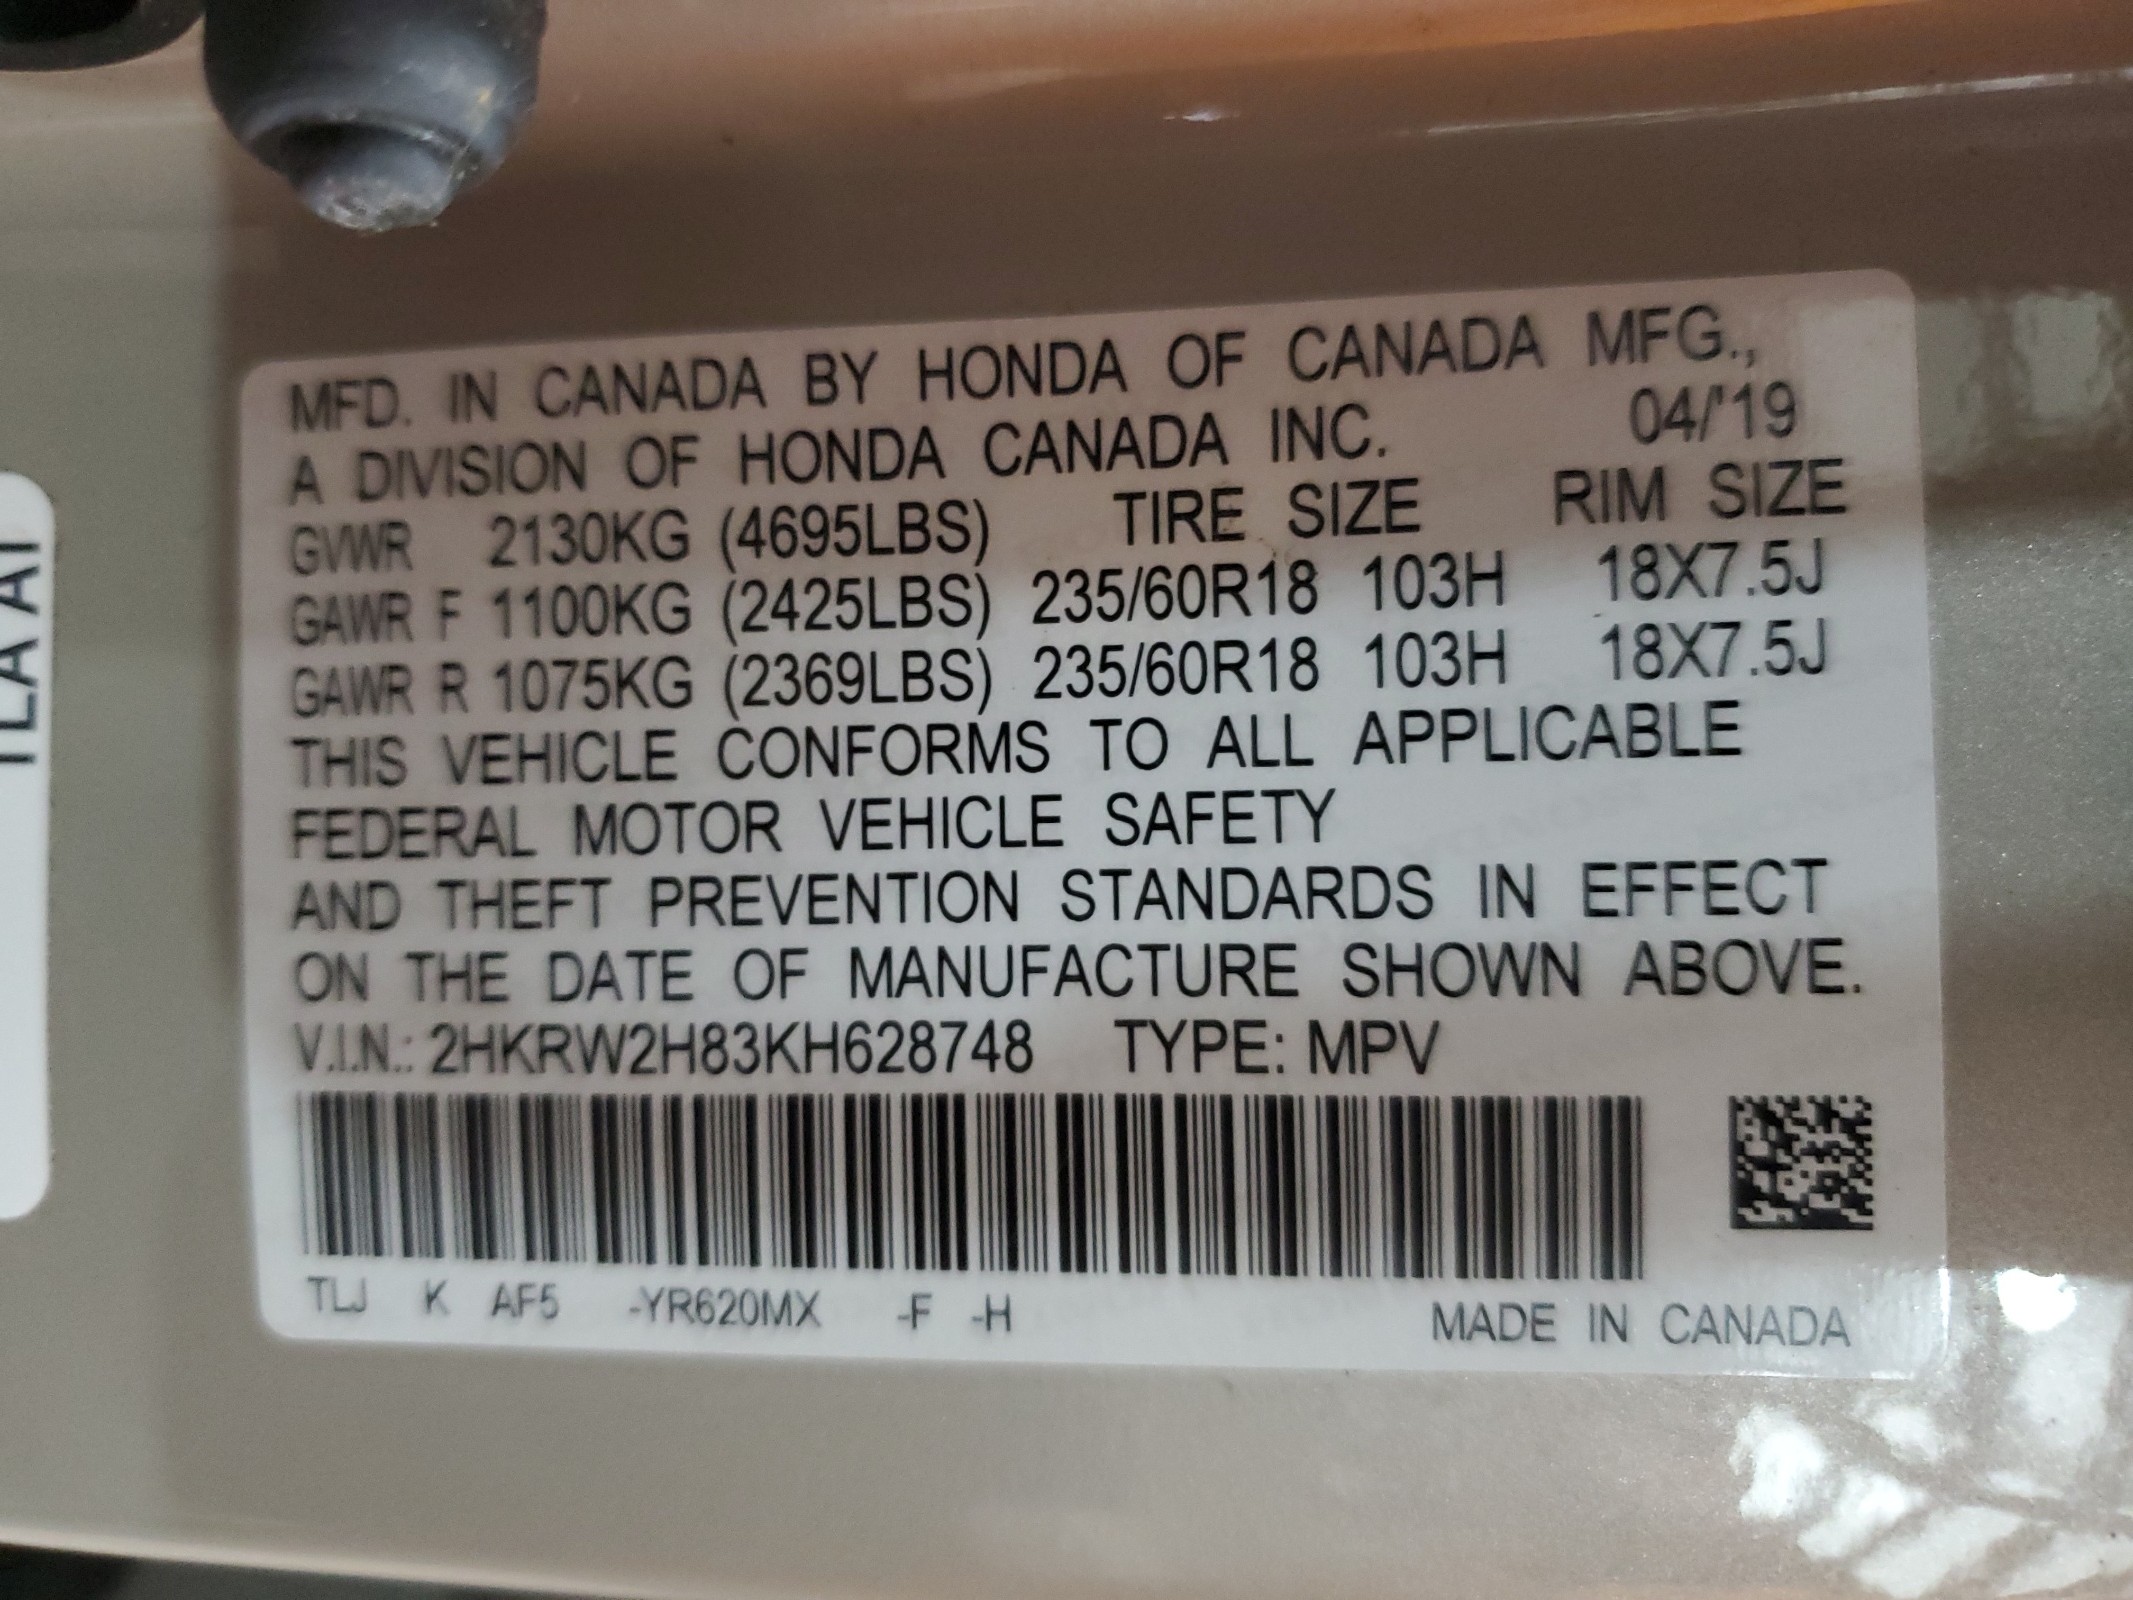 MFD. IN CANADA BY HONDA OF CANADA MFG.,
A DIVISION OF HONDA CANADA INC. 04/'19
GVWR 2130KG (4695LBS) TIRE SIZE RIM SIZE
GAWR F 1100KG (2425LBS) 235/60R18 103H 18X7.5J
GAWR R 1075KG (2369LBS) 235/60R18 103H 18X7.5J
THIS VEHICLE CONFORMS TO ALL APPLICABLE
FEDERAL MOTOR VEHICLE SAFETY
AND THEFT PREVENTION STANDARDS IN EFFECT
ON THE DATE OF MANUFACTURE SHOWN ABOVE.
V.I.N.: 2HKRW2H83KH628748 TYPE: MPV
TLJ K AF5 -YR620MX -F -H MADE IN CANADA